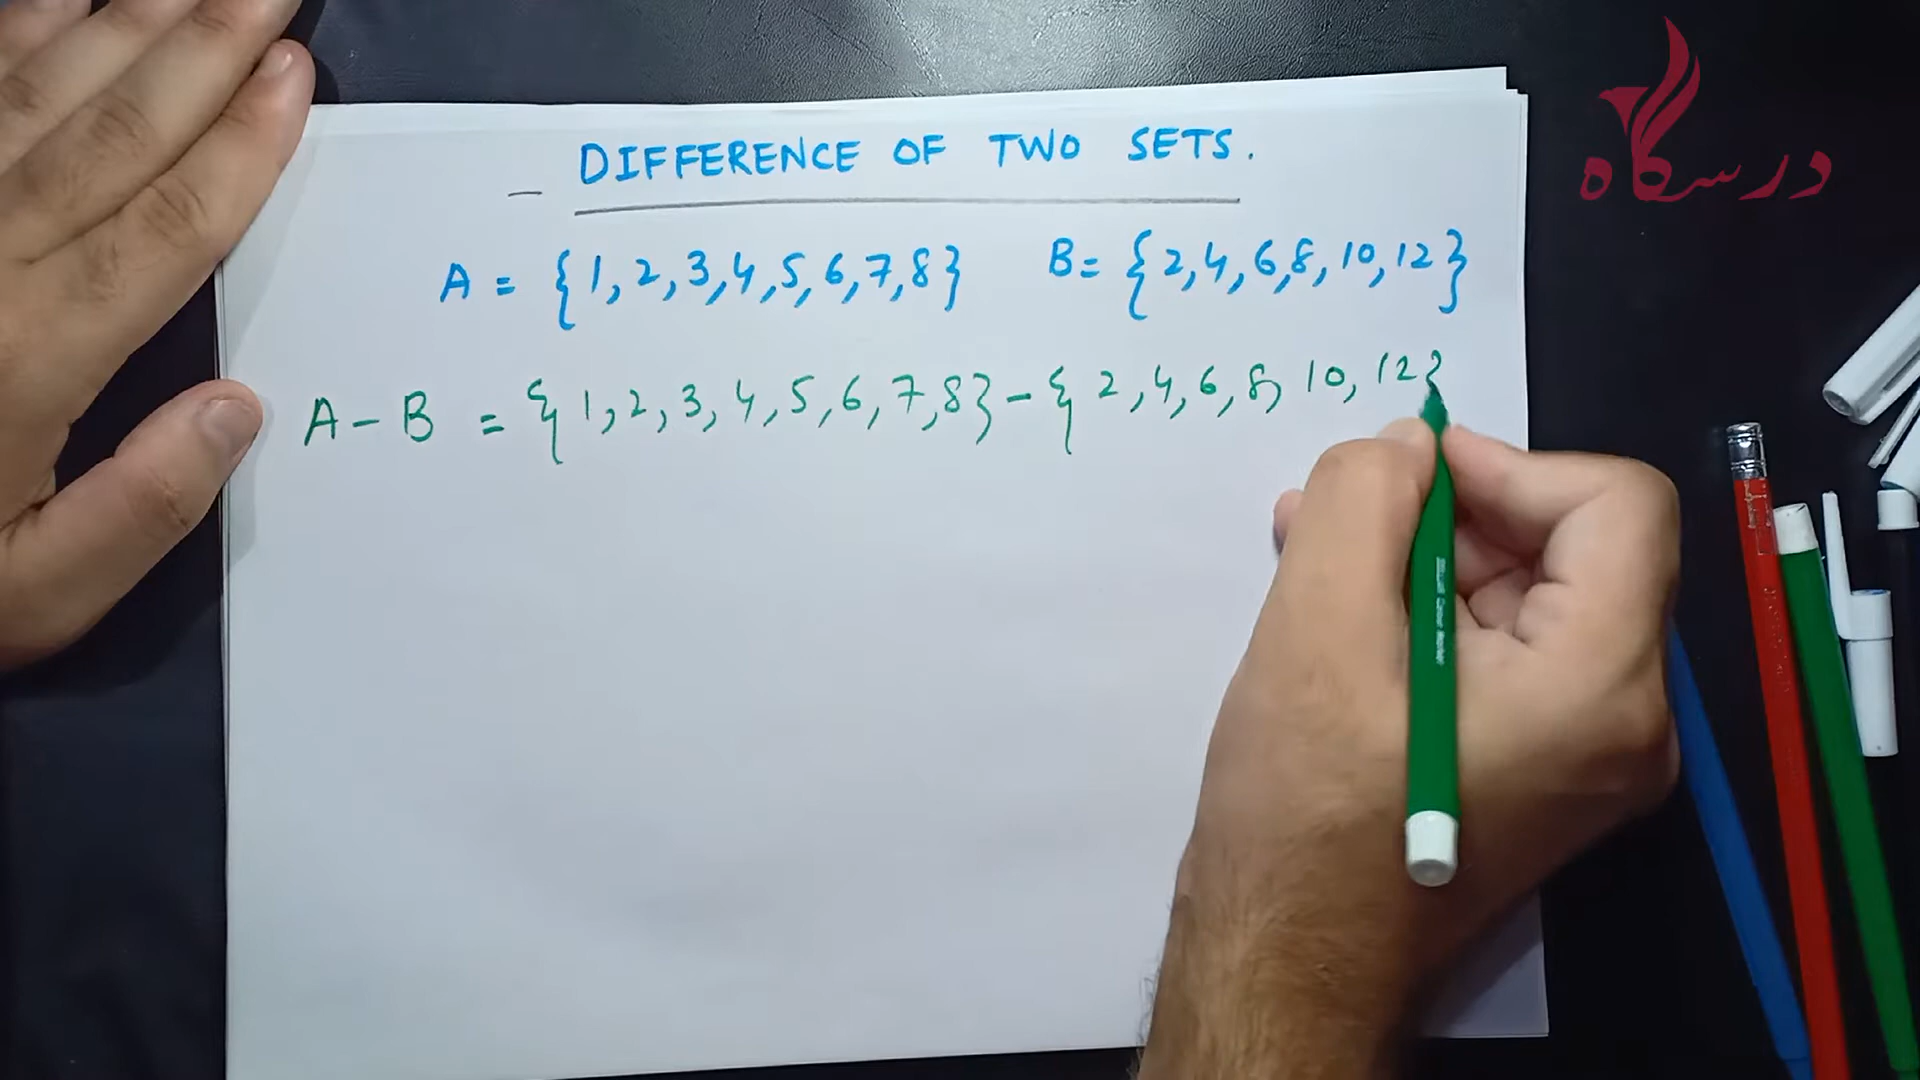 درسگاہ
DIFFERENCE OF TWO SETS.
A = {1,2,3,4,5,6,7,8} B= {2,4,6,8,10,12}
A-B = {1,2,3,4,5,6,7,8}-{2,4,6,8,10,12}